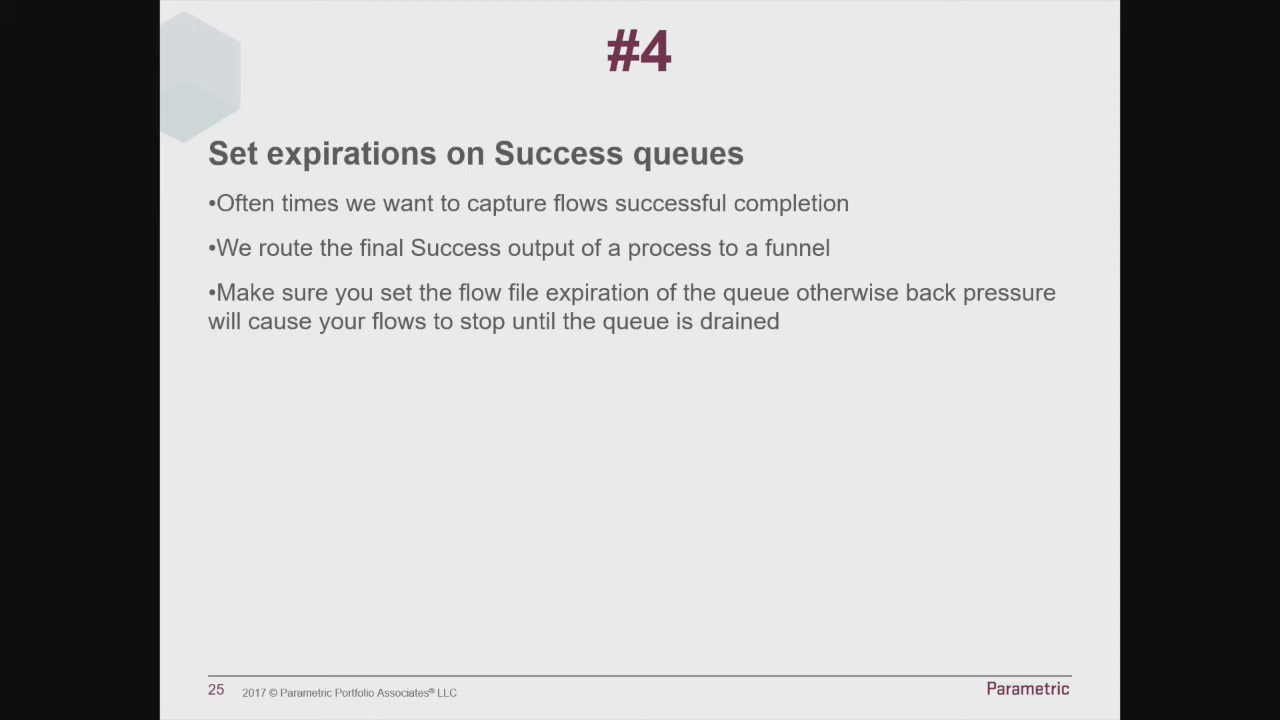 #4
Set expirations on Success queues
•Often times we want to capture flows successful completion
•We route the final Success output of a process to a funnel
•Make sure you set the flow file expiration of the queue otherwise back pressure
will cause your flows to stop until the queue is drained
25 2017 © Parametric Portfolio Associates® LLC Parametric